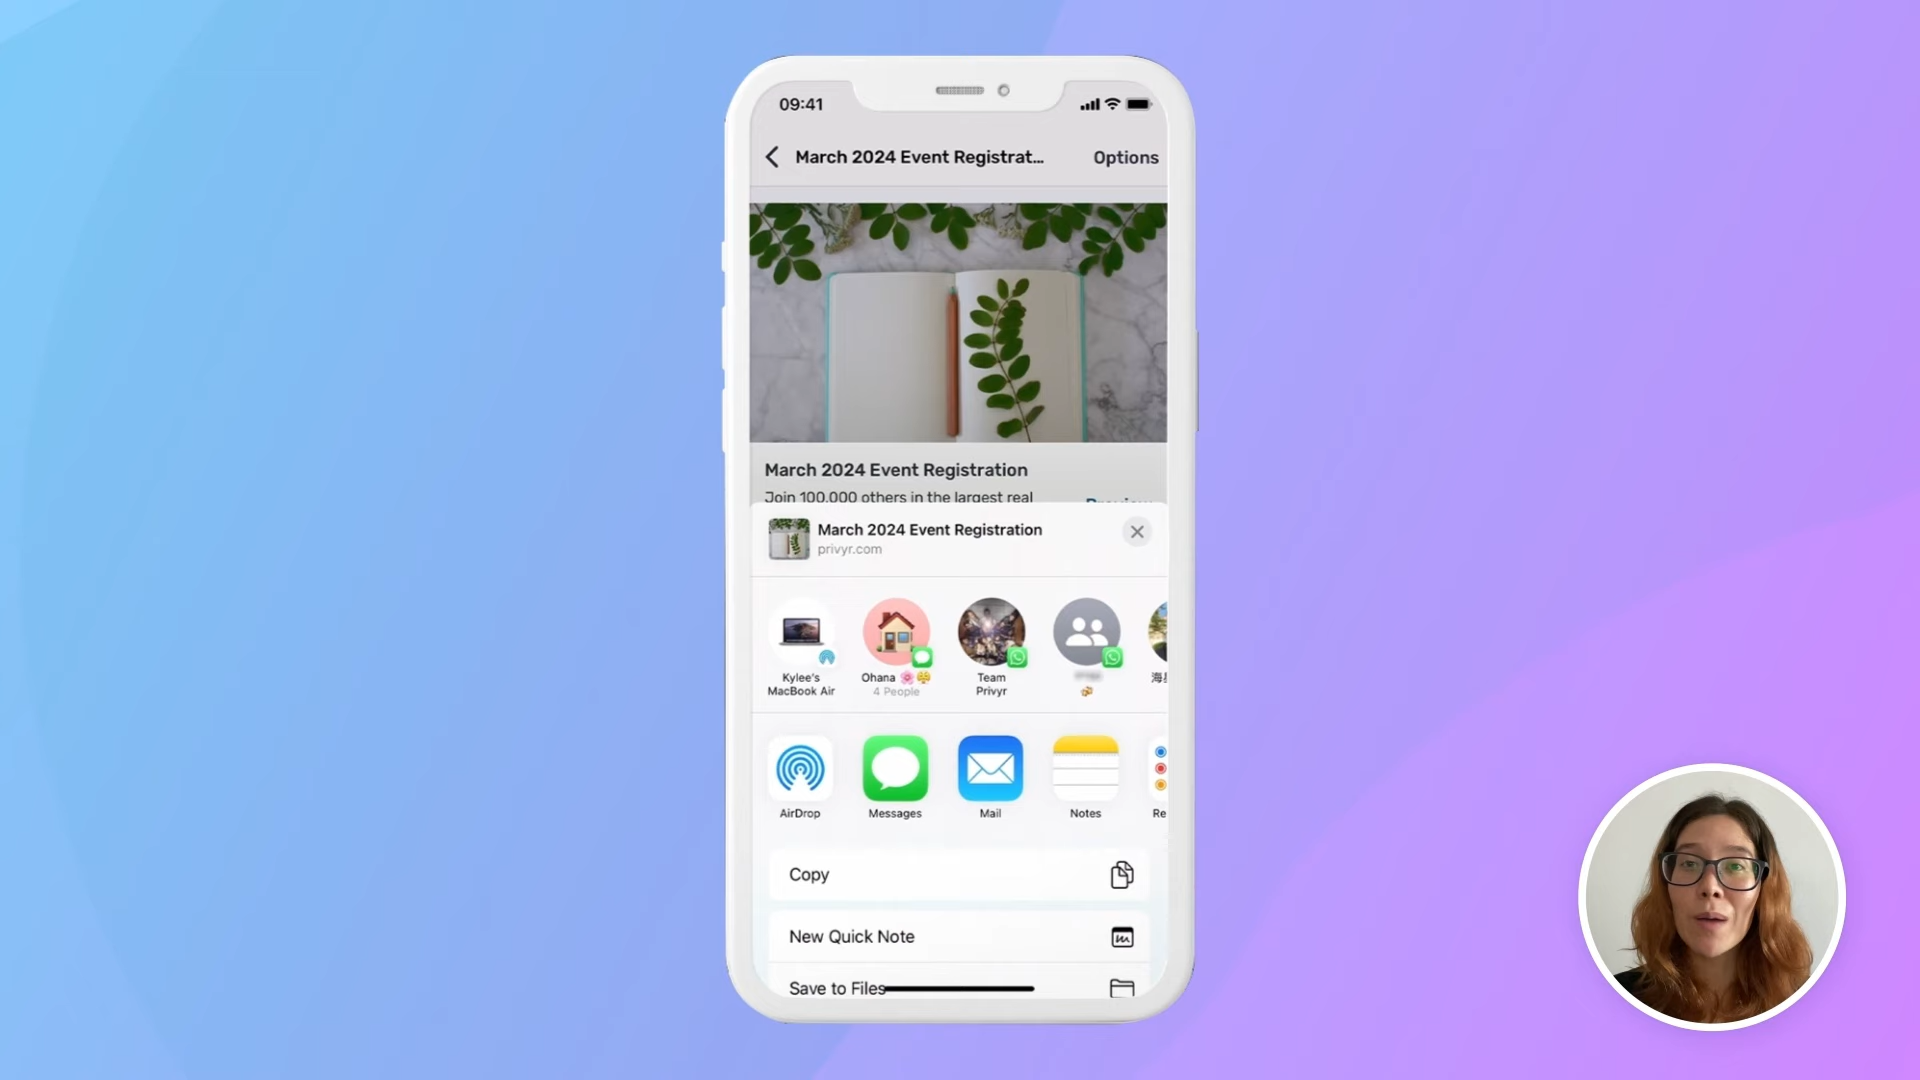 09:41
March 2024 Event Registrat...
Options
March 2024 Event Registration
Join 100,000 others in the largest real
Preview
March 2024 Event Registration
privyr.com
Kylee's
MacBook Air
Ohana
4 People
Team
Privyr
海
AirDrop
Messages
Mail
Notes
Re
Copy
New Quick Note
Save to Files